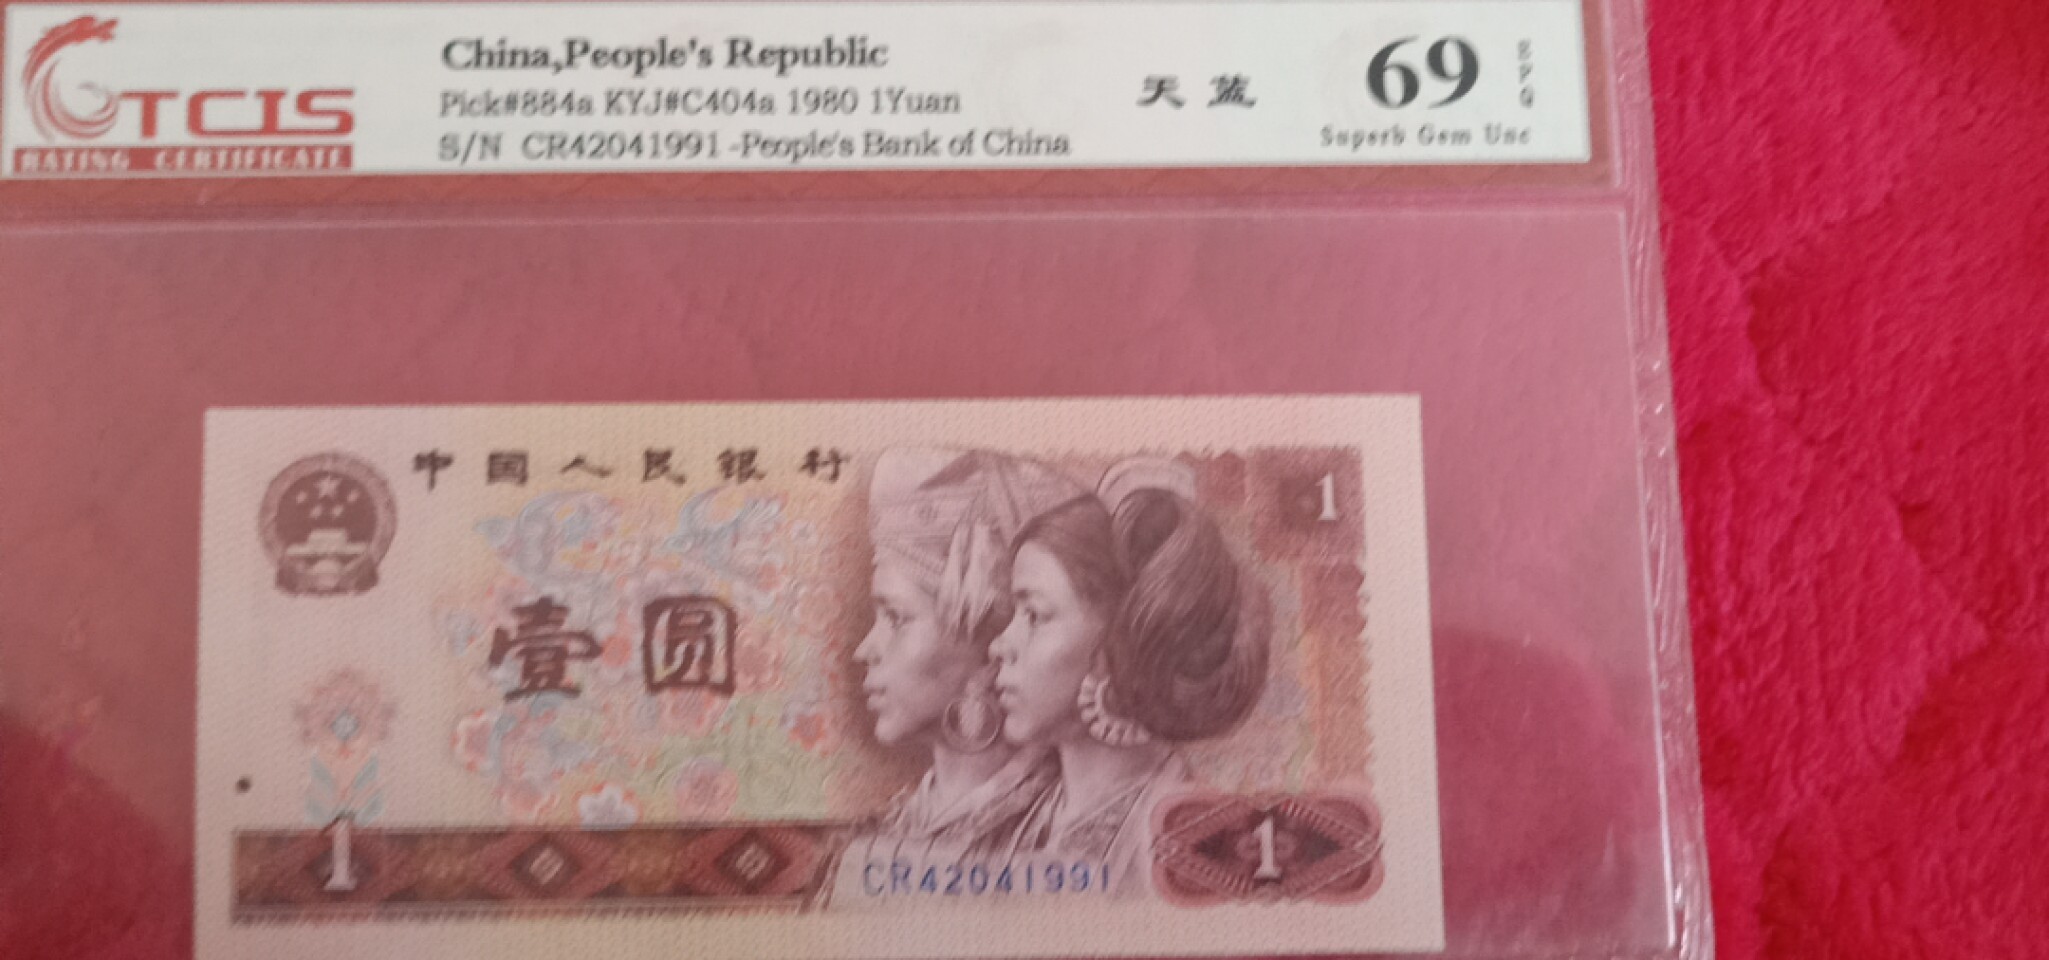 TCIS
RATING CERTIFICATE
China,People's Republic
Pick#884a KYJ#C404a 1980 1Yuan
S/N CR42041991-People's Bank of China
天蓝
69
EPQ
Superb Gem Unc
中国人民银行
1
壹圆
1
CR42041991
1